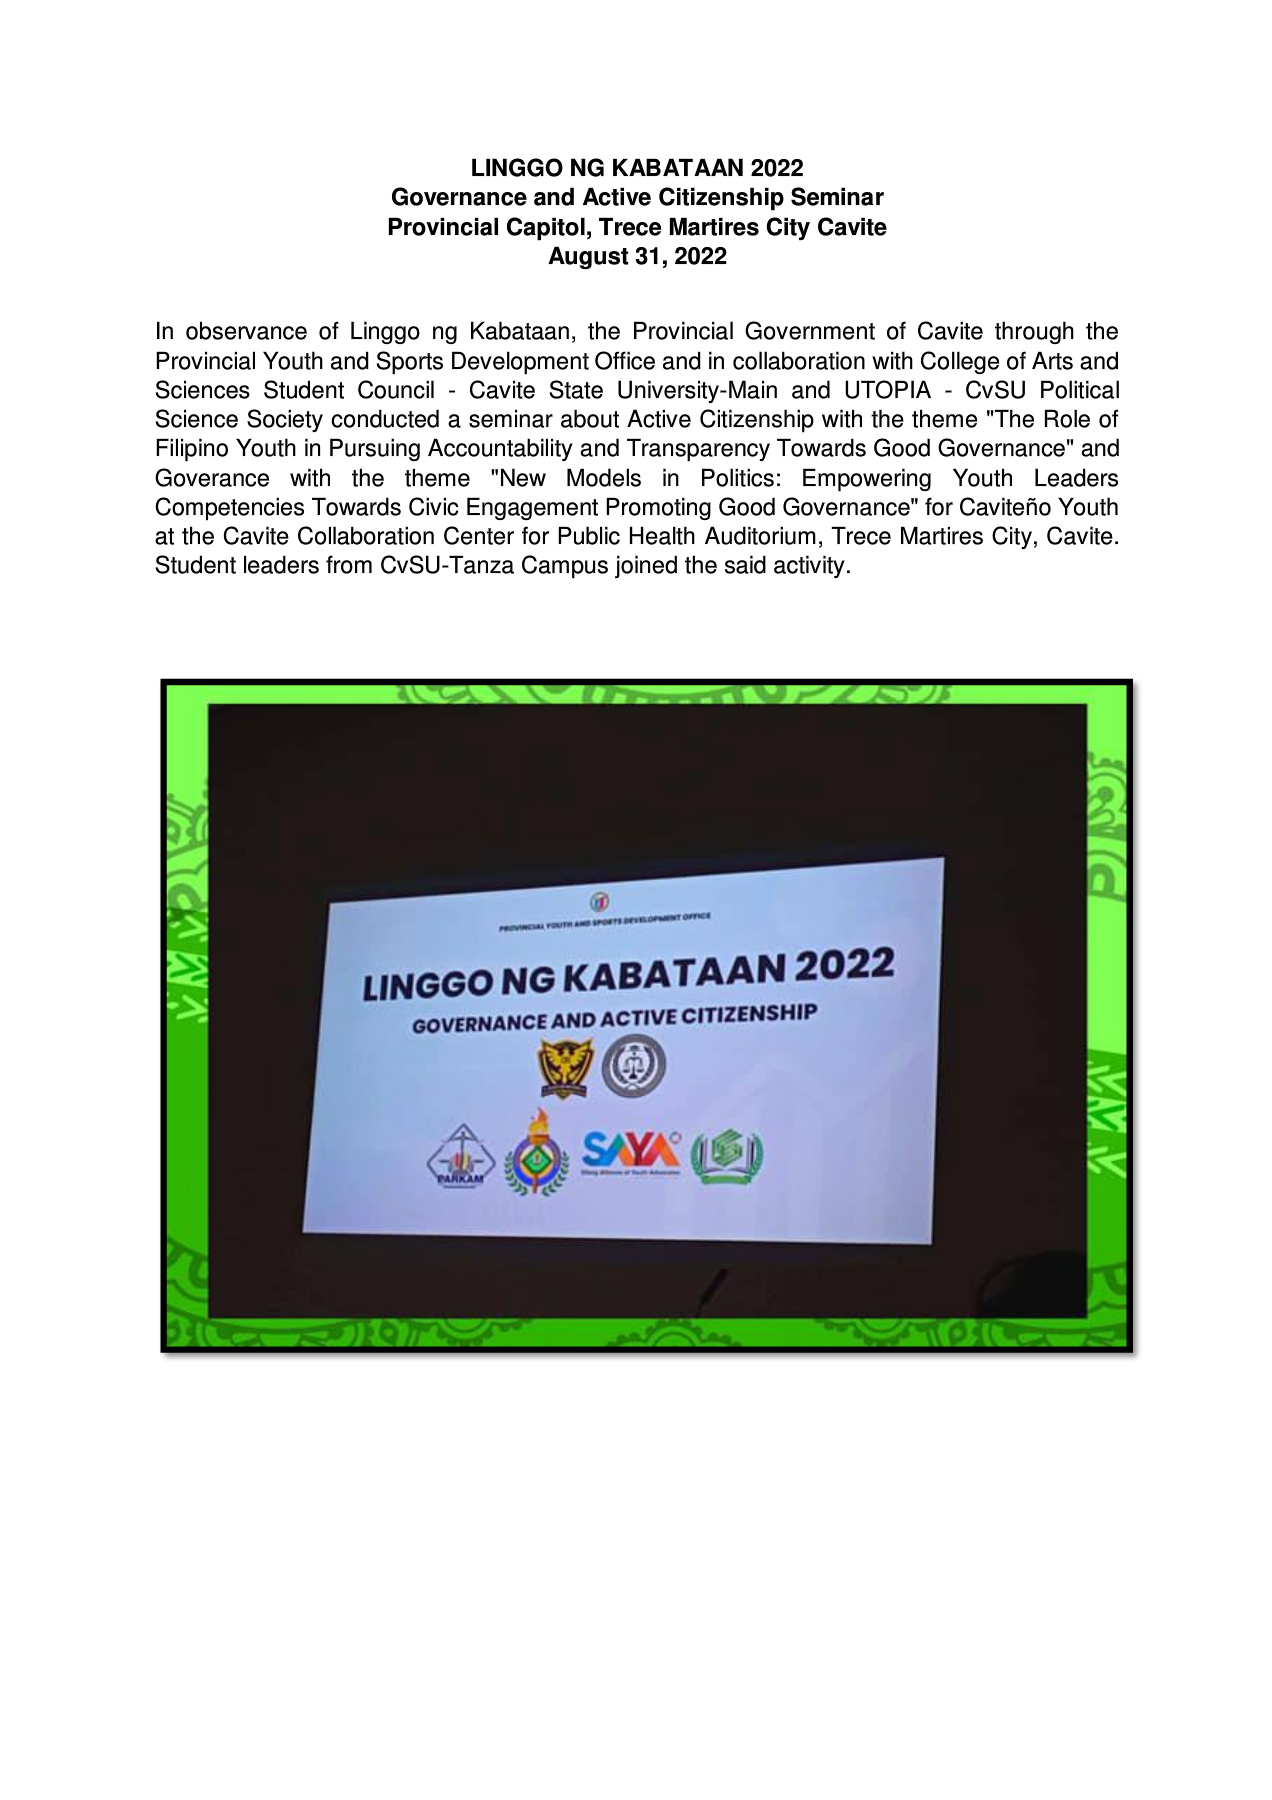 LINGGO NG KABATAAN 2022
Governance and Active Citizenship Seminar
Provincial Capitol, Trece Martires City Cavite
August 31, 2022
In observance of Linggo ng Kabataan, the Provincial Government of Cavite through the
Provincial Youth and Sports Development Office and in collaboration with College of Arts and
Sciences Student Council - Cavite State University-Main and UTOPIA - CvSU Political
Science Society conducted a seminar about Active Citizenship with the theme "The Role of
Filipino Youth in Pursuing Accountability and Transparency Towards Good Governance" and
Goverance with the theme "New Models in Politics: Empowering Youth Leaders
Competencies Towards Civic Engagement Promoting Good Governance" for Caviteño Youth
at the Cavite Collaboration Center for Public Health Auditorium, Trece Martires City, Cavite.
Student leaders from CvSU-Tanza Campus joined the said activity.
PROVINCIAL YOUTH AND SPORTS DEVELOPMENT OFFICE
LINGGO NG KABATAAN 2022
GOVERNANCE AND ACTIVE CITIZENSHIP
PARKAM
SAYA
Silang Alliance of Youth Advocates